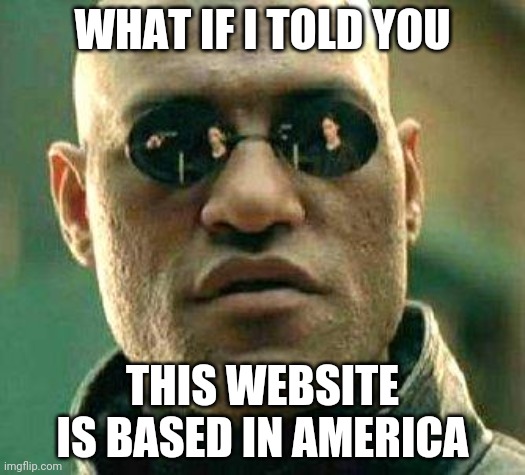 WHAT IF I TOLD YOU
THIS WEBSITE
IS BASED IN AMERICA
imgflip.com